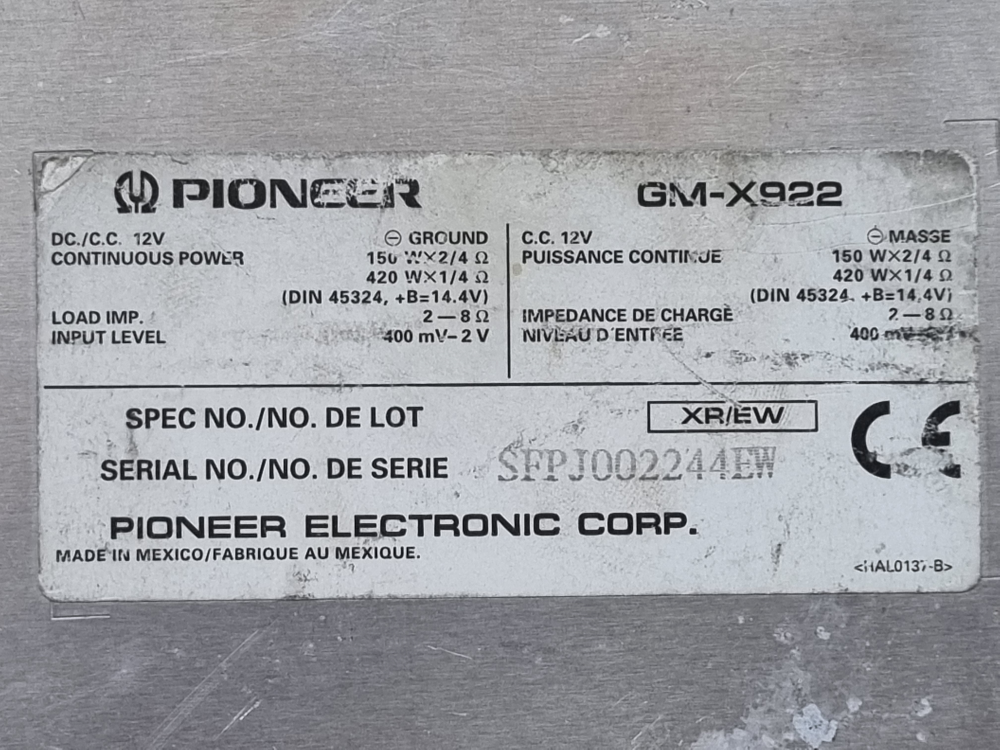 PIONEER
GM-X922
DC./C.C. 12V ⊖ GROUND
CONTINUOUS POWER 150 W×2/4 Ω
420 W×1/4 Ω
(DIN 45324, +B=14.4V)
LOAD IMP. 2–8 Ω
INPUT LEVEL 400 mV–2 V
C.C. 12V ⊖ MASSE
PUISSANCE CONTINUE 150 W×2/4 Ω
420 W×1/4 Ω
(DIN 45324, +B=14,4V)
IMPEDANCE DE CHARGE 2–8 Ω
NIVEAU D'ENTREE 400
SPEC NO./NO. DE LOT XR/EW
SERIAL NO./NO. DE SERIE SFPJ002244EW
CE
PIONEER ELECTRONIC CORP.
MADE IN MEXICO/FABRIQUE AU MEXIQUE.
<HAL0137-B>